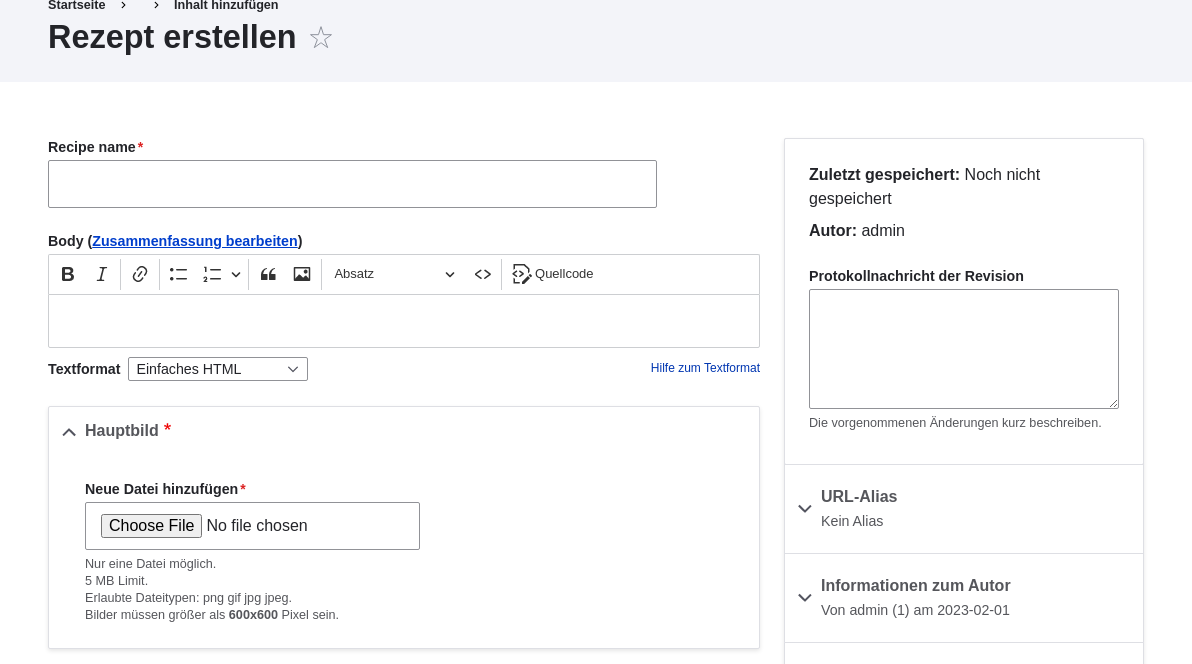 Startseite > > Inhalt hinzufügen
Rezept erstellen ☆
Recipe name*
Body (Zusammenfassung bearbeiten)
B I Absatz <> Quellcode
Textformat Einfaches HTML
Hilfe zum Textformat
Hauptbild *
Neue Datei hinzufügen*
Choose File No file chosen
Nur eine Datei möglich.
5 MB Limit.
Erlaubte Dateitypen: png gif jpg jpeg.
Bilder müssen größer als 600x600 Pixel sein.
Zuletzt gespeichert: Noch nicht
gespeichert
Autor: admin
Protokollnachricht der Revision
Die vorgenommenen Änderungen kurz beschreiben.
URL-Alias
Kein Alias
Informationen zum Autor
Von admin (1) am 2023-02-01